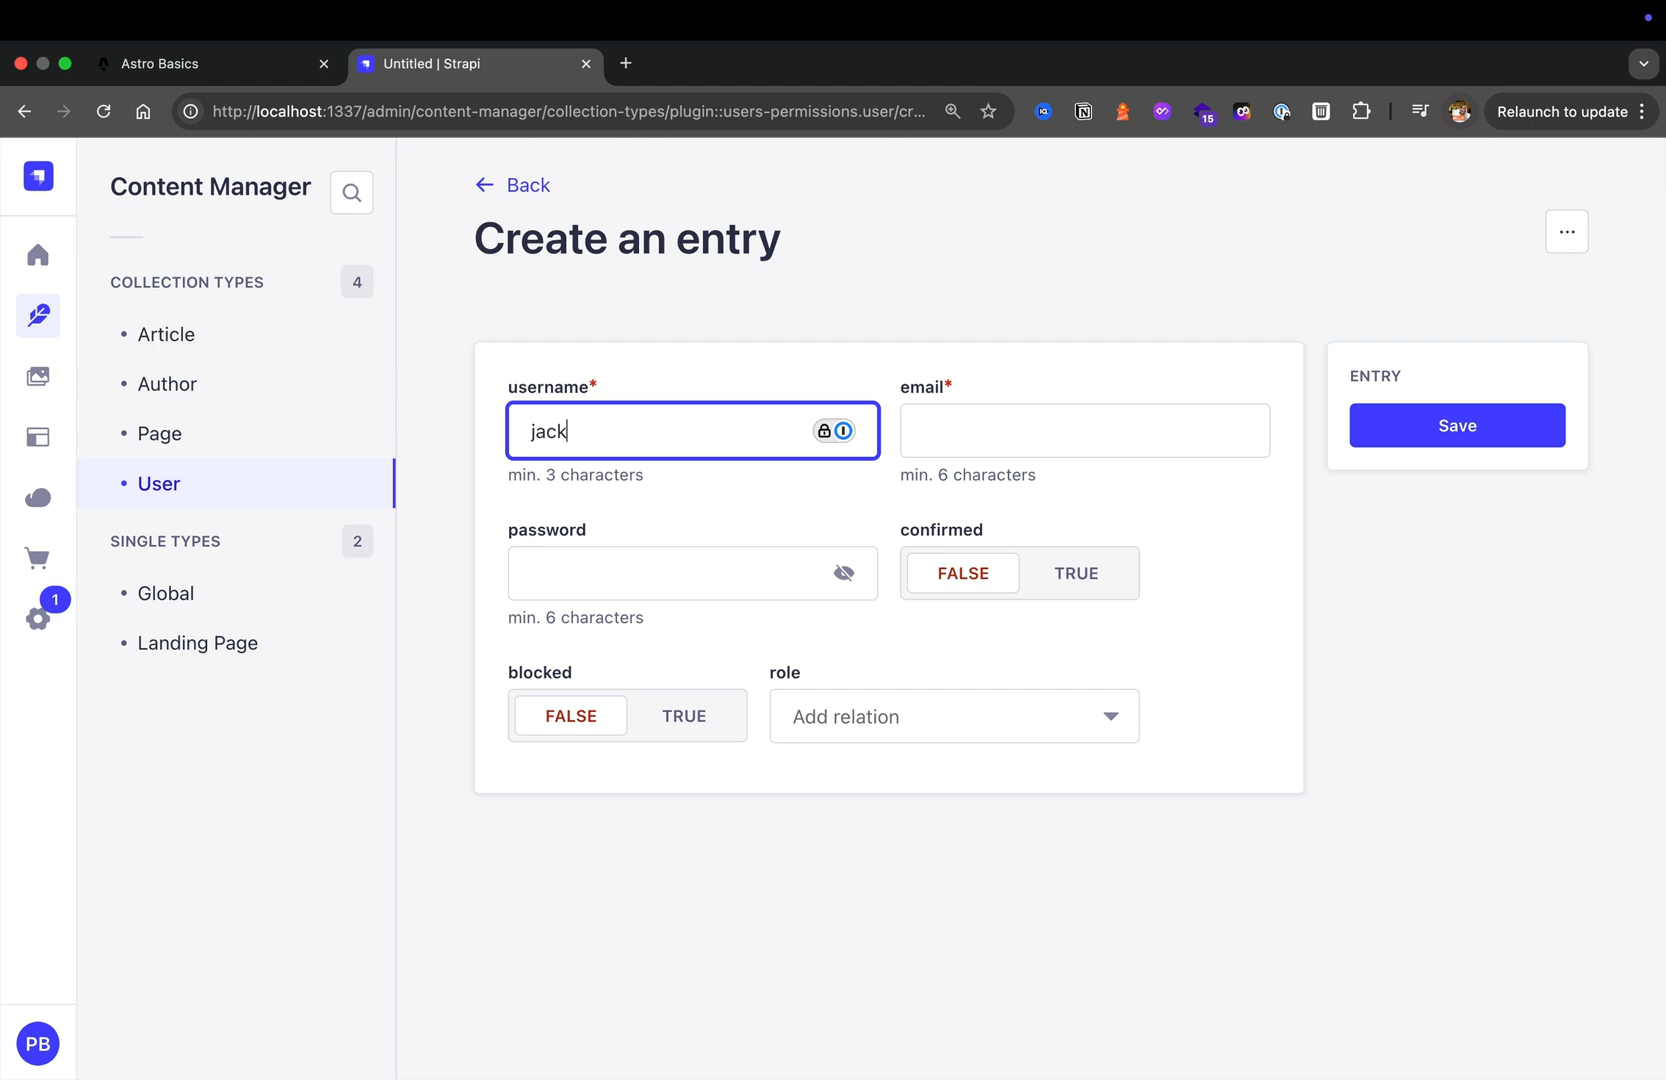 Astro Basics
Untitled | Strapi
http://localhost:1337/admin/content-manager/collection-types/plugin::users-permissions.user/cr...
15
Relaunch to update
Content Manager
Back
Create an entry
COLLECTION TYPES
4
Article
Author
Page
User
SINGLE TYPES
2
Global
Landing Page
1
PB
username*
jack
min. 3 characters
email*
min. 6 characters
password
min. 6 characters
confirmed
FALSE
TRUE
blocked
FALSE
TRUE
role
Add relation
ENTRY
Save